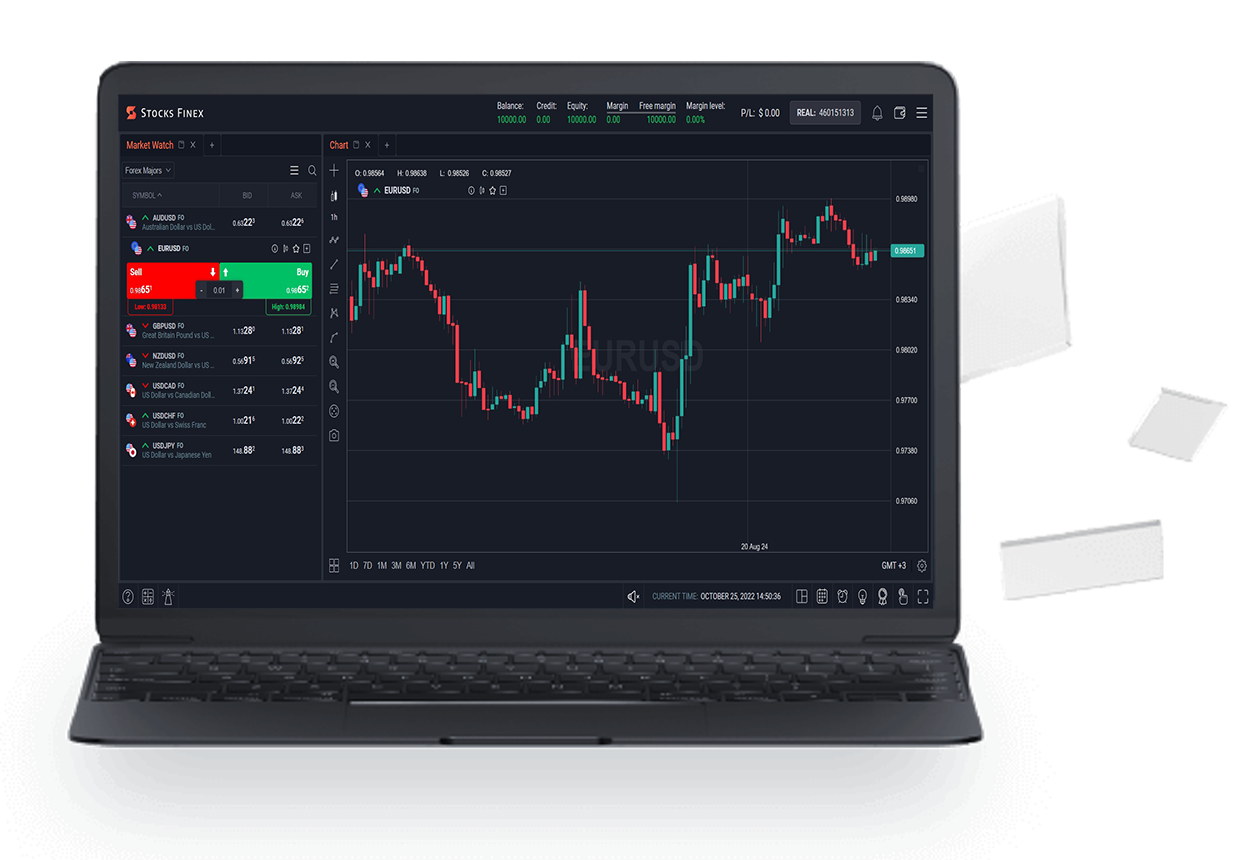 STOCKS FINEX
Balance: Credit: Equity: Margin Free margin Margin level:
10000.00 0.00 10000.00 0.00 10000.00 0.00%
P/L: $ 0.00
REAL: 460151313
Market Watch
Chart
Forex Majors
SYMBOL BID ASK
AUDUSD FO
Australian Dollar vs US Dol... 0.63223 0.63226
EURUSD FO
Sell Buy
0.98651 - 0.01 + 0.98652
Low: 0.98133 High: 0.98984
GBPUSD FO
Great Britain Pound vs US ... 1.13280 1.13281
NZDUSD FO
New Zealand Dollar vs US ... 0.56915 0.56925
USDCAD FO
US Dollar vs Canadian Doll... 1.37241 1.37244
USDCHF FO
US Dollar vs Swiss Franc 1.00216 1.00222
USDJPY FO
US Dollar vs Japanese Yen 148.882 148.883
O: 0.98564 H: 0.98638 L: 0.98526 C: 0.98527
EURUSD FO
1h
EURUSD
0.98980
0.98651
0.98340
0.98020
0.97700
0.97380
0.97060
20 Aug 24
1D 7D 1M 3M 6M YTD 1Y 5Y All
GMT +3
CURRENT TIME: OCTOBER 25, 2022 14:50:36